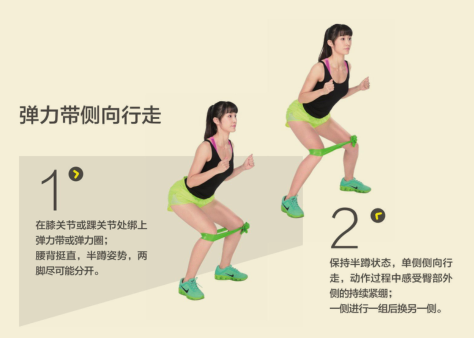 弹力带侧向行走
1
在膝关节或踝关节处绑上
弹力带或弹力圈；
腰背挺直，半蹲姿势，两
脚尽可能分开。
2
保持半蹲状态，单侧侧向行
走，动作过程中感受臀部外
侧的持续紧绷；
一侧进行一组后换另一侧。